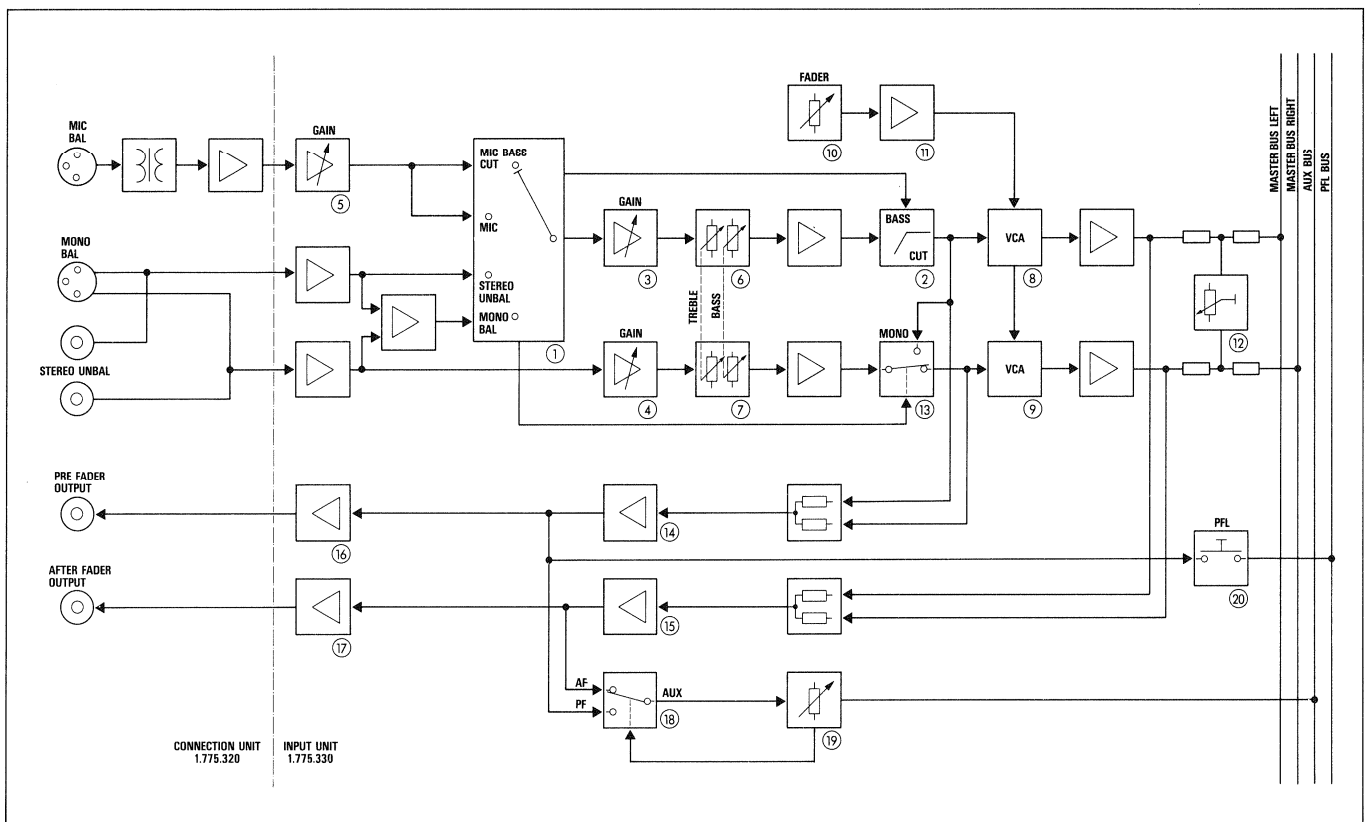 FADER
MIC
BAL
GAIN
MIC BASS
CUT
10
11
MASTER BUS LEFT
MASTER BUS RIGHT
AUX BUS
PFL BUS
5
MIC
GAIN
BASS
CUT
VCA
MONO
BAL
STEREO
UNBAL
3
6
2
8
TREBLE
BASS
MONO
BAL
1
GAIN
MONO
VCA
12
STEREO UNBAL
4
7
13
9
PRE FADER
OUTPUT
14
16
PFL
AFTER FADER
OUTPUT
15
17
20
AF
PF
AUX
18
19
CONNECTION UNIT
1.775.320
INPUT UNIT
1.775.330